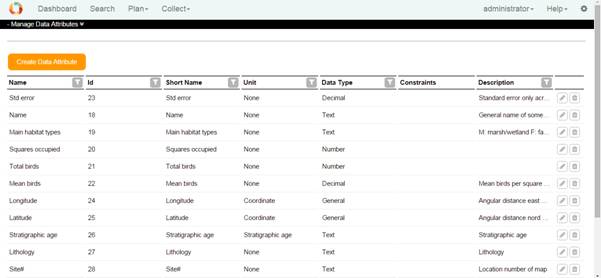 Dashboard Search Plan Collect administrator Help
- Manage Data Attributes
Create Data Attribute
Name Id Short Name Unit Data Type Constraints Description
Std error 23 Std error None Decimal Standard error only acr...
Name 18 Name None Text General name of some...
Main habitat types 19 Main habitat types None Text M: marsh/wetland F: fa...
Squares occupied 20 Squares occupied None Number
Total birds 21 Total birds None Number
Mean birds 22 Mean birds None Decimal Mean birds per square ...
Longitude 24 Longitude Coordinate General Angular distance east ...
Latitude 25 Latitude Coordinate General Angular distance nord ...
Stratigraphic age 26 Stratigraphic age Stratigraphic age Text Stratigraphic age
Lithology 27 Lithology None Text Lithology
Site# 28 Site# None Text Location number of map